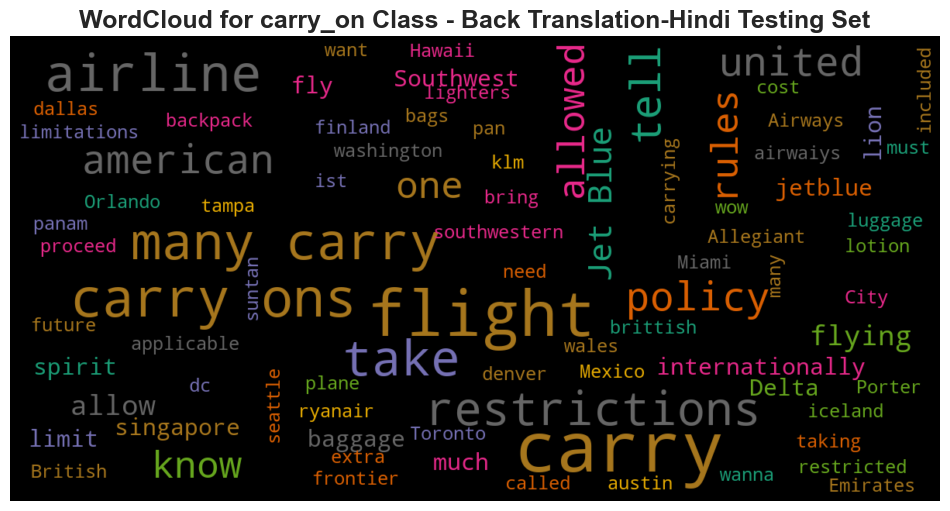 WordCloud for carry_on Class - Back Translation-Hindi Testing Set
want
Hawaii
airline
fly
Southwest
lighters
allowed
tell
united
cost
included
dallas
limitations
backpack
finland
bags
pan
Airways
lion
must
american
washington
klm
Jet Blue
carrying
rules
airwaiys
ist
one
bring
jetblue
Orlando
tampa
wow
luggage
panam
proceed
many carry
southwestern
Allegiant
lotion
suntan
need
Miami
many
carry ons
flight
policy
City
future
applicable
brittish
flying
spirit
take
wales
internationally
dc
seattle
plane
denver
Mexico
Delta
Porter
allow
ryanair
restrictions
iceland
limit
singapore
baggage
Toronto
carry
taking
British
know
extra
much
restricted
frontier
called
austin
wanna
Emirates